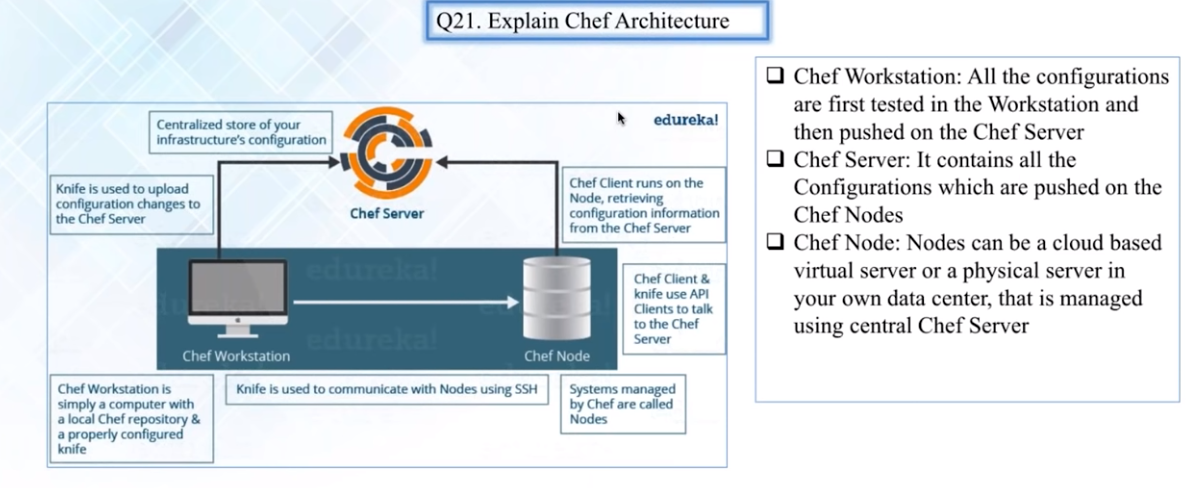 Q21. Explain Chef Architecture
edureka!
Centralized store of your
infrastructure's configuration
Knife is used to upload
configuration changes to
the Chef Server
Chef Server
Chef Client runs on the
Node, retrieving
configuration information
from the Chef Server
edureka!
edureka!
Chef Client &
knife use API
Clients to talk
to the Chef
Server
Chef Workstation
Chef Node
Chef Workstation is
simply a computer with
a local Chef repository &
a properly configured
knife
Knife is used to communicate with Nodes using SSH
Systems managed
by Chef are called
Nodes
❑ Chef Workstation: All the configurations
are first tested in the Workstation and
then pushed on the Chef Server
❑ Chef Server: It contains all the
Configurations which are pushed on the
Chef Nodes
❑ Chef Node: Nodes can be a cloud based
virtual server or a physical server in
your own data center, that is managed
using central Chef Server